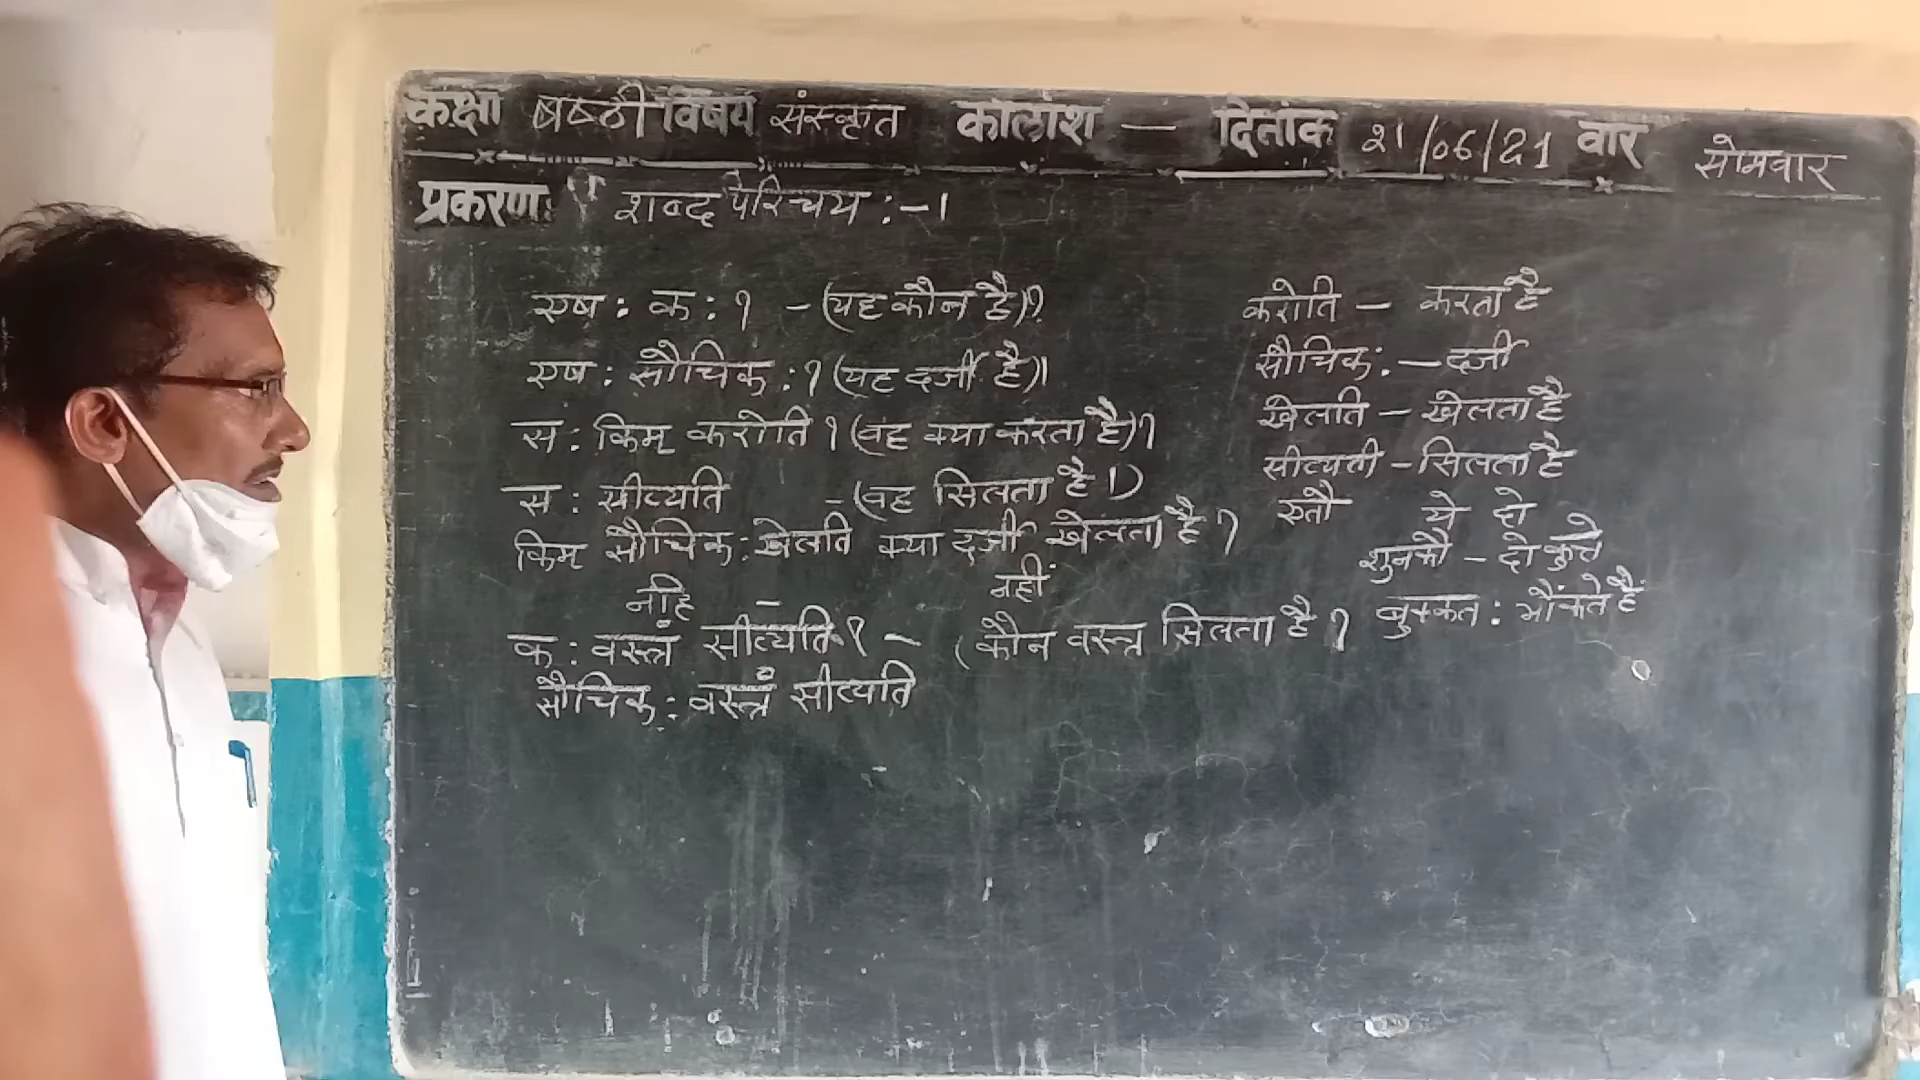 कक्षा षष्ठी विषय संस्कृत कालांश — दिनांक 21/06/21 वार सोमवार
प्रकरण: शब्द परिचय :-1
एष: क: ? - (यह कौन है)?
एष: सौचिक: ? (यह दर्जी है)।
स: किम् करोति ? (वह क्या करता है)?
स: सीव्यति - (वह सिलता है।)
किम सौचिक: खेलति क्या दर्जी खेलता है ?
नहि - नहीं
क: वस्त्रं सीव्यति ? - (कौन वस्त्र सिलता है ?
सौचिक: वस्त्रं सीव्यति
करोति - करता है
सौचिक: - दर्जी
खेलति - खेलता है
सीव्यती - सिलता है
एतौ ये दो
शुनकौ - दो कुत्ते
बुक्कत: भौंकते है